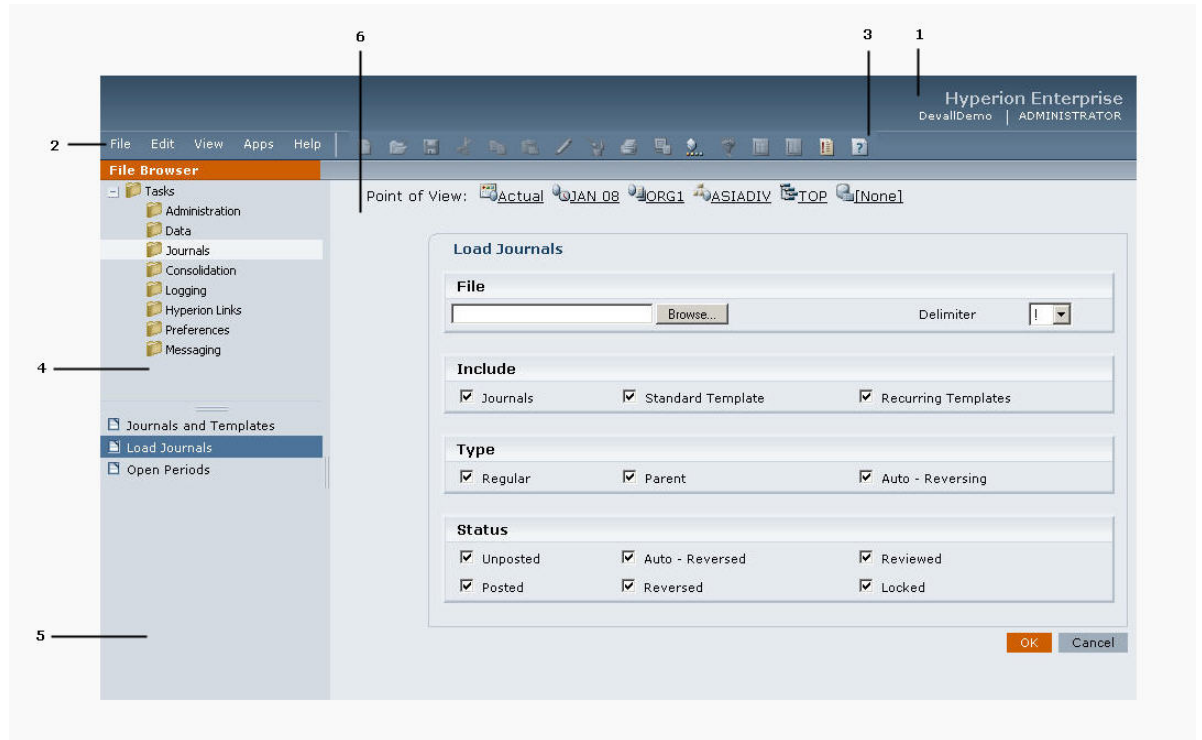 6
3
1
Hyperion Enterprise
DevallDemo | ADMINISTRATOR
2
File Edit View Apps Help
File Browser
Tasks
Administration
Data
Journals
Consolidation
Logging
Hyperion Links
Preferences
Messaging
4
Journals and Templates
Load Journals
Open Periods
5
Point of View: Actual JAN 08 ORG1 ASIADIV TOP [None]
Load Journals
File
Browse... Delimiter !
Include
Journals Standard Template Recurring Templates
Type
Regular Parent Auto - Reversing
Status
Unposted Auto - Reversed Reviewed
Posted Reversed Locked
OK Cancel